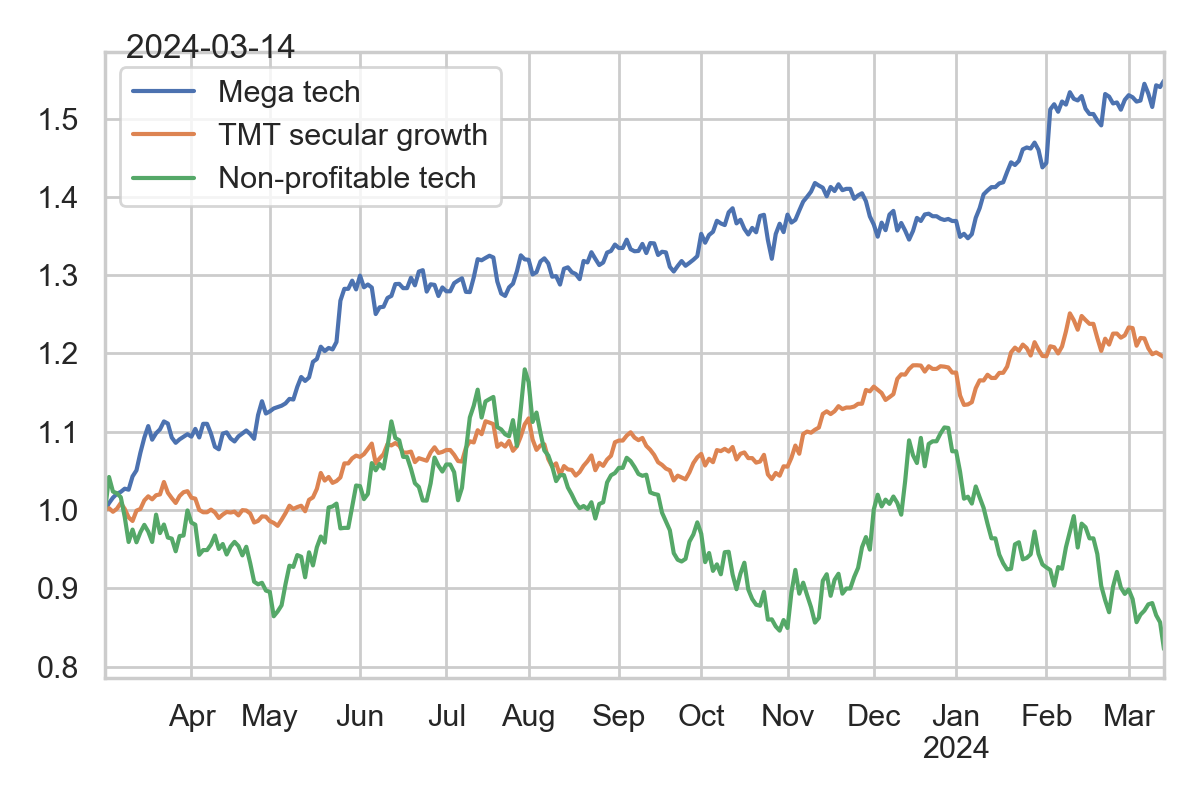 2024-03-14
Mega tech
TMT secular growth
Non-profitable tech
1.5
1.4
1.3
1.2
1.1
1.0
0.9
0.8
Apr May Jun Jul Aug Sep Oct Nov Dec Jan Feb Mar
2024